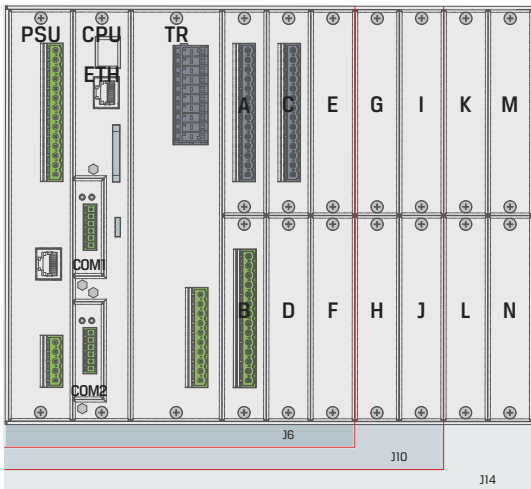 PSU CPU TR
ETH
A C E G I K M
COM1
B D F H J L N
COM2
J6
J10
J14